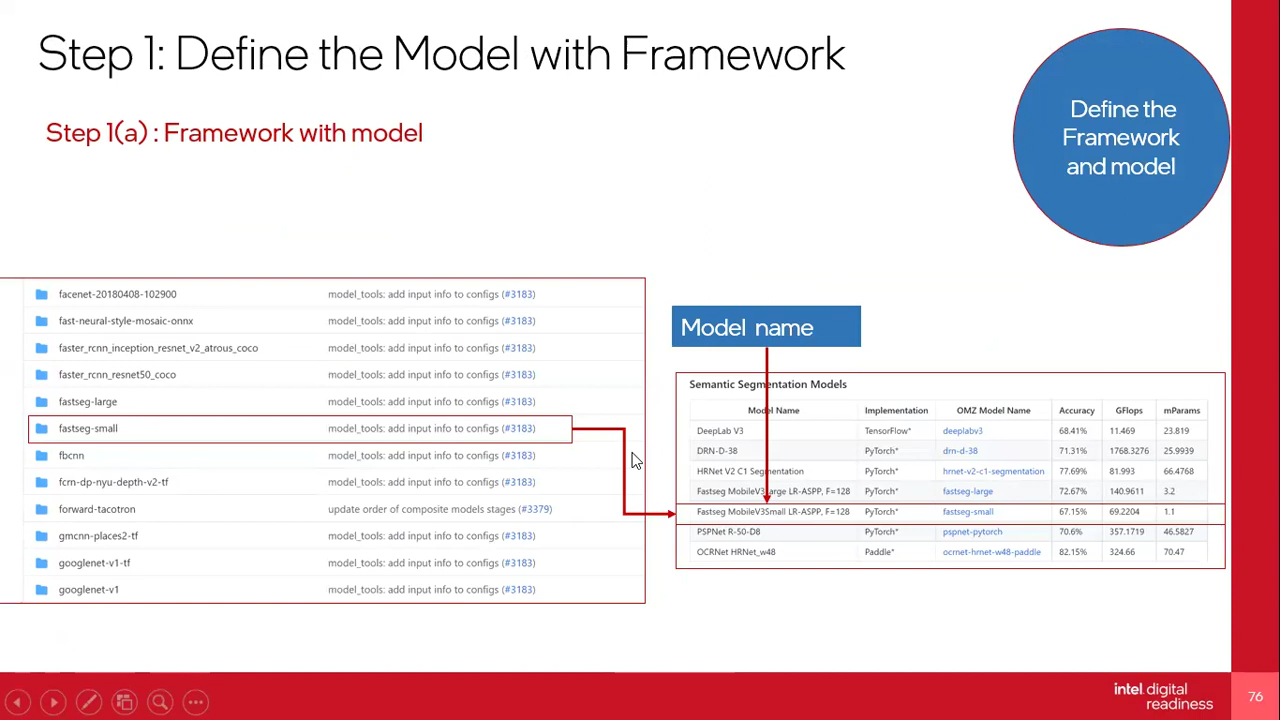 Step 1: Define the Model with Framework
Step 1(a) : Framework with model
Define the
Framework
and model
facenet-20180408-102900 model_tools: add input info to configs (#3183)
fast-neural-style-mosaic-onnx model_tools: add input info to configs (#3183)
faster_rcnn_inception_resnet_v2_atrous_coco model_tools: add input info to configs (#3183)
faster_rcnn_resnet50_coco model_tools: add input info to configs (#3183)
fastseg-large model_tools: add input info to configs (#3183)
fastseg-small model_tools: add input info to configs (#3183)
fbcnn model_tools: add input info to configs (#3183)
fcrn-dp-nyu-depth-v2-tf model_tools: add input info to configs (#3183)
forward-tacotron update order of composite models stages (#3379)
gmcnn-places2-tf model_tools: add input info to configs (#3183)
googlenet-v1-tf model_tools: add input info to configs (#3183)
googlenet-v1 model_tools: add input info to configs (#3183)
Model name
Semantic Segmentation Models
Model Name Implementation OMZ Model Name Accuracy GFlops mParams
DeepLab V3 TensorFlow* deeplabv3 68.41% 11.469 23.819
DRN-D-38 PyTorch* drn-d-38 71.31% 1768.3276 25.9939
HRNet V2 C1 Segmentation PyTorch* hrnet-v2-c1-segmentation 77.69% 81.993 66.4768
Fastseg MobileV3Large LR-ASPP, F=128 PyTorch* fastseg-large 72.67% 140.9611 3.2
Fastseg MobileV3Small LR-ASPP, F=128 PyTorch* fastseg-small 67.15% 69.2204 1.1
PSPNet R-50-D8 PyTorch* pspnet-pytorch 70.6% 357.1719 46.5827
OCRNet HRNet_w48 Paddle* ocrnet-hrnet-w48-paddle 82.15% 324.66 70.47
intel. digital
readiness
76